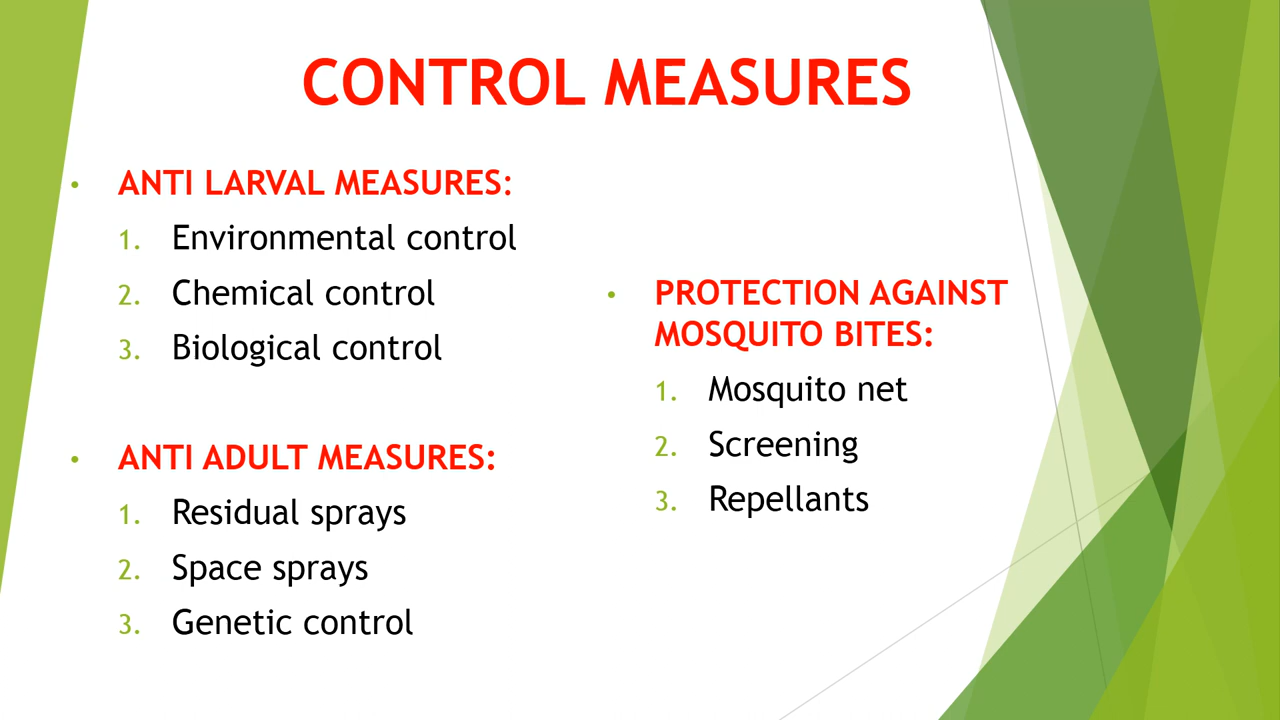 CONTROL MEASURES
• ANTI LARVAL MEASURES:
1. Environmental control
2. Chemical control
3. Biological control
• ANTI ADULT MEASURES:
1. Residual sprays
2. Space sprays
3. Genetic control
• PROTECTION AGAINST
MOSQUITO BITES:
1. Mosquito net
2. Screening
3. Repellants